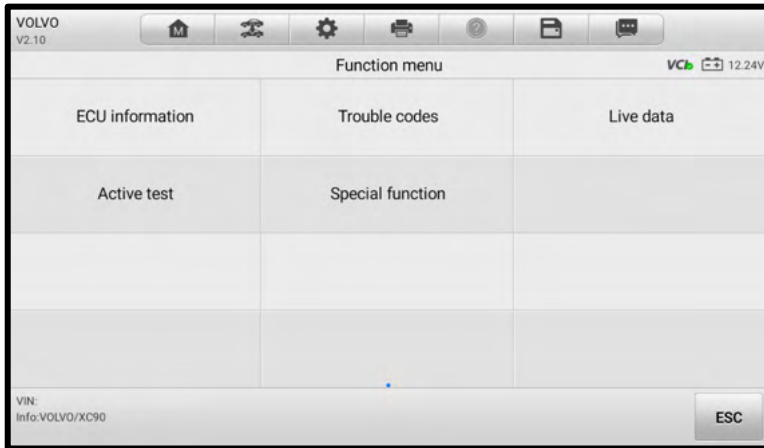 VOLVO
V2.10
M
?
Function menu
VCI
12.24V
ECU information
Trouble codes
Live data
Active test
Special function
VIN:
Info:VOLVO/XC90
ESC